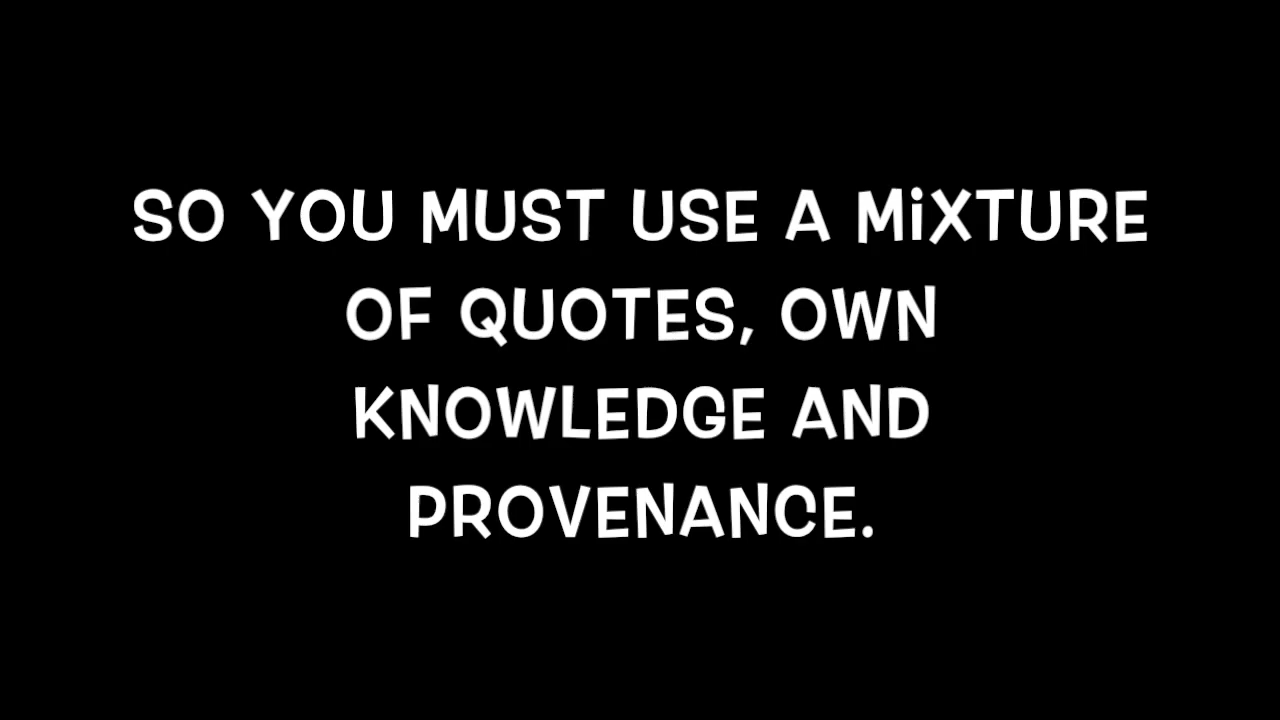 SO YOU MUST USE A MiXTURE
OF QUOTES, OWN
KNOWLEDGE AND
PROVENANCE.